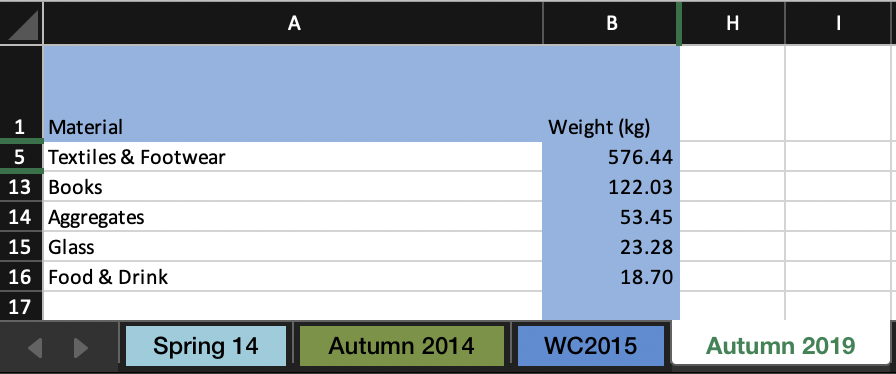 A B H I
1 Material Weight (kg)
5 Textiles & Footwear 576.44
13 Books 122.03
14 Aggregates 53.45
15 Glass 23.28
16 Food & Drink 18.70
17
Spring 14 Autumn 2014 WC2015 Autumn 2019